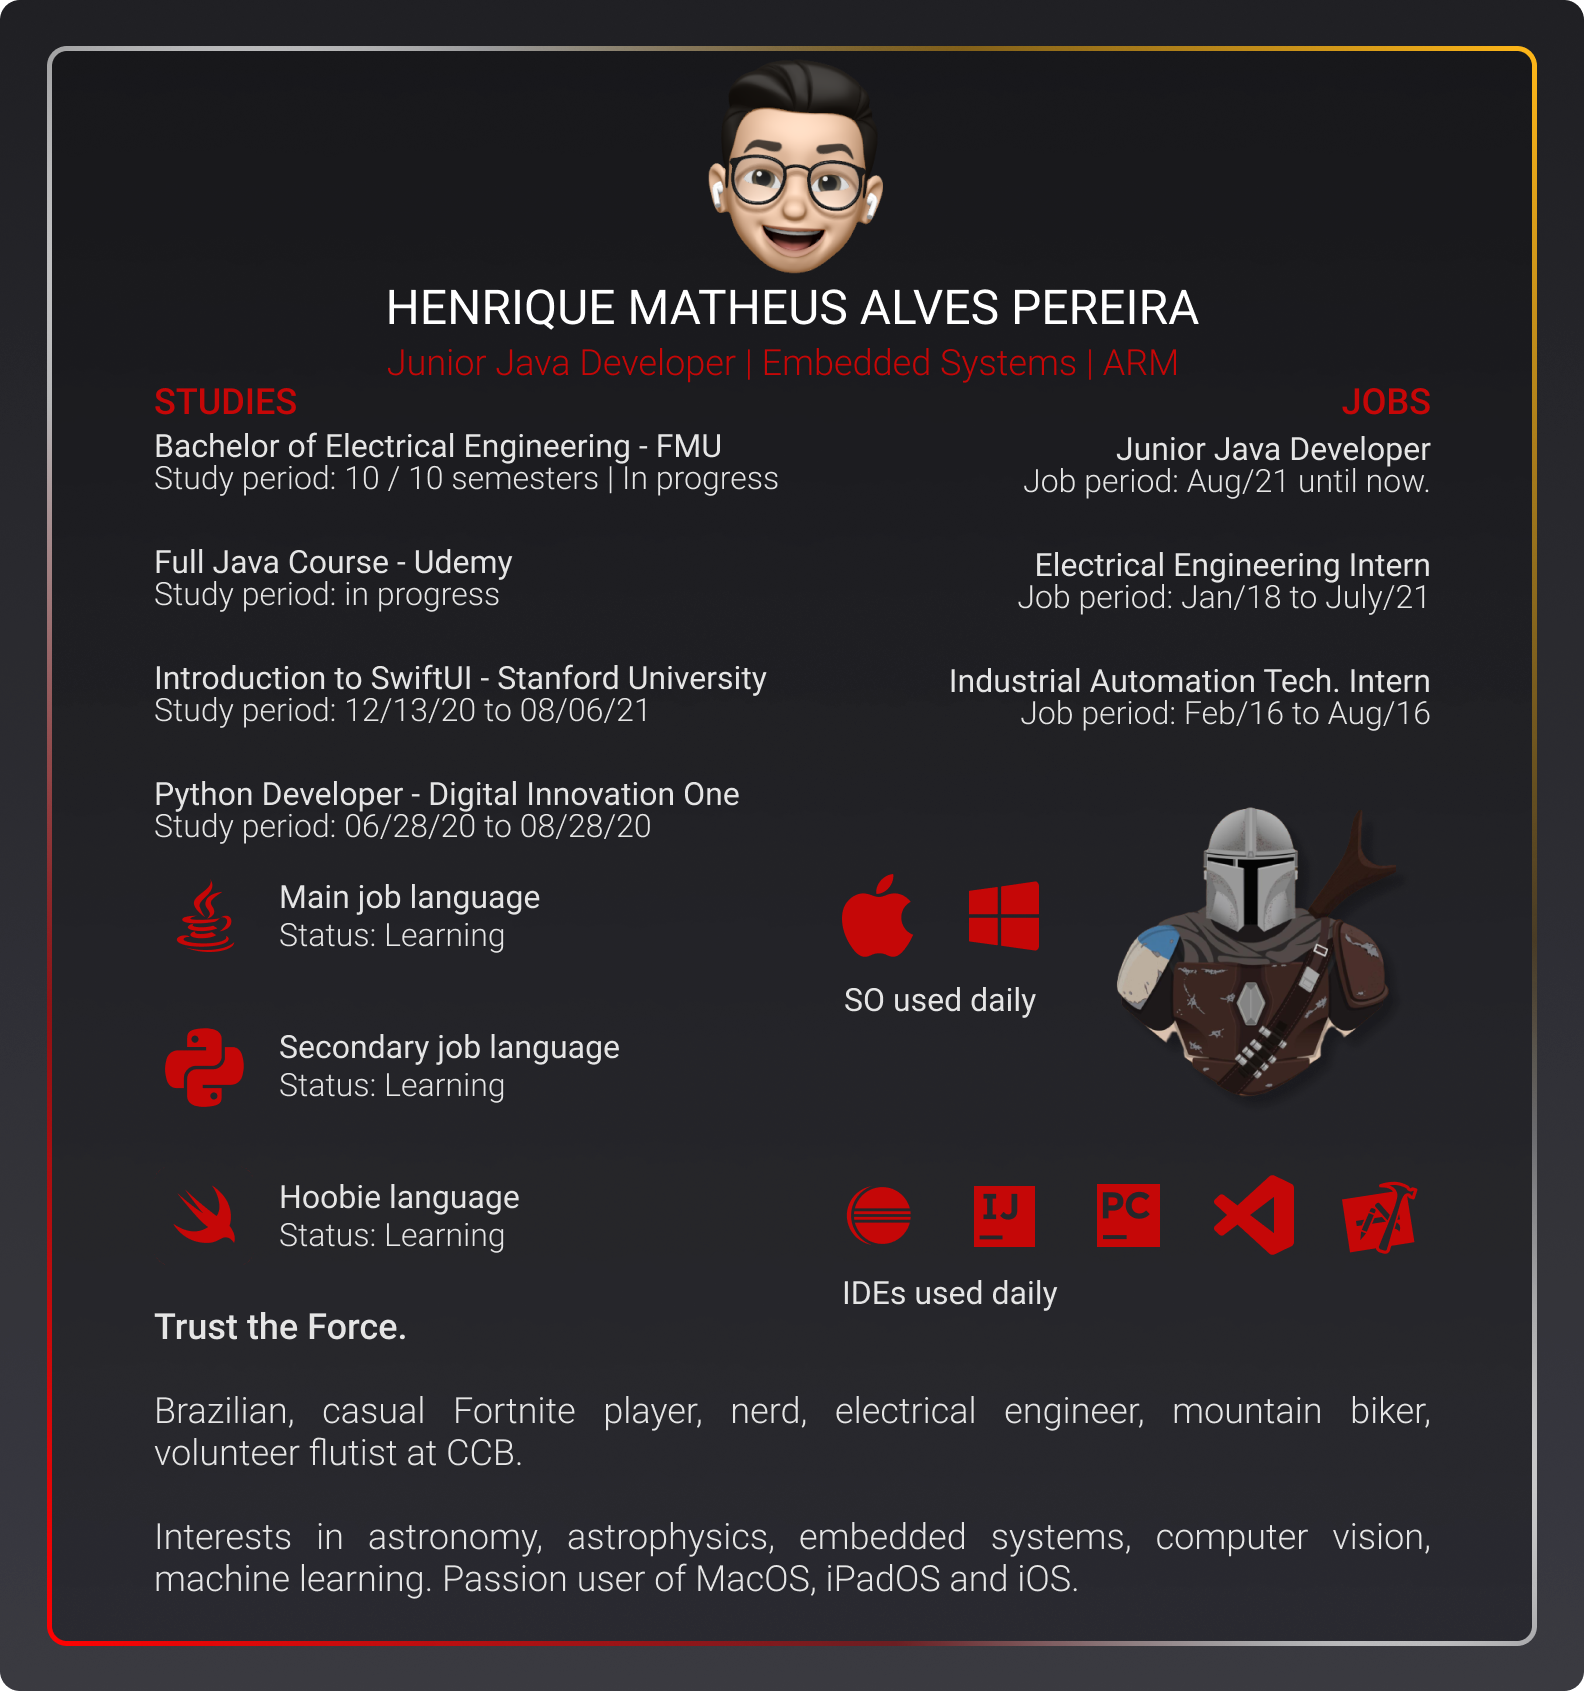 HENRIQUE MATHEUS ALVES PEREIRA
Junior Java Developer | Embedded Systems | ARM
STUDIES
Bachelor of Electrical Engineering - FMU
Study period: 10 / 10 semesters | In progress
Full Java Course - Udemy
Study period: in progress
Introduction to SwiftUI - Stanford University
Study period: 12/13/20 to 08/06/21
Python Developer - Digital Innovation One
Study period: 06/28/20 to 08/28/20
JOBS
Junior Java Developer
Job period: Aug/21 until now.
Electrical Engineering Intern
Job period: Jan/18 to July/21
Industrial Automation Tech. Intern
Job period: Feb/16 to Aug/16
Main job language
Status: Learning
Secondary job language
Status: Learning
Hoobie language
Status: Learning
SO used daily
IJ
PC
IDEs used daily
Trust the Force.
Brazilian, casual Fortnite player, nerd, electrical engineer, mountain biker,
volunteer flutist at CCB.
Interests in astronomy, astrophysics, embedded systems, computer vision,
machine learning. Passion user of MacOS, iPadOS and iOS.